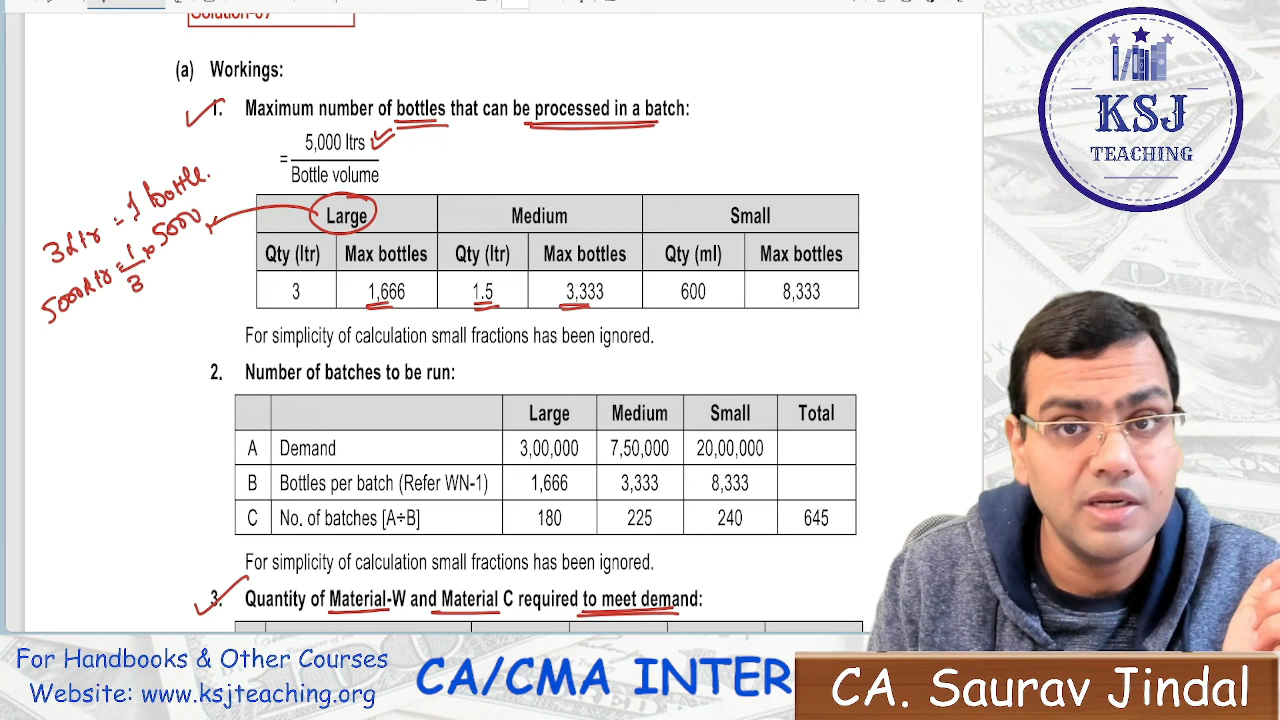 Solution-07
(a) Workings:
1. Maximum number of bottles that can be processed in a batch:
= 5,000 ltrs
Bottle volume
Large Medium Small
Qty (ltr) Max bottles Qty (ltr) Max bottles Qty (ml) Max bottles
3 1,666 1.5 3,333 600 8,333
3 Ltr = 1 bottle.
5000 Ltr = 1/3 × 5000
For simplicity of calculation small fractions has been ignored.
2. Number of batches to be run:
Large Medium Small Total
A Demand 3,00,000 7,50,000 20,00,000
B Bottles per batch (Refer WN-1) 1,666 3,333 8,333
C No. of batches [A÷B] 180 225 240 645
For simplicity of calculation small fractions has been ignored.
3. Quantity of Material-W and Material C required to meet demand:
KSJ
TEACHING
For Handbooks & Other Courses
Website: www.ksjteaching.org
CA/CMA INTER
CA. Saurav Jindal